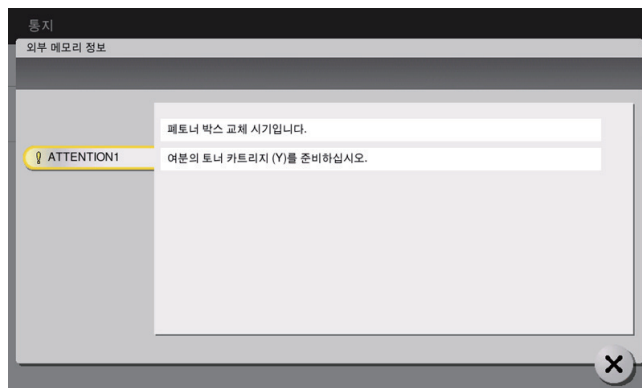 통지
외부 메모리 정보
폐토너 박스 교체 시기입니다.
ATTENTION1
여분의 토너 카트리지 (Y)를 준비하십시오.